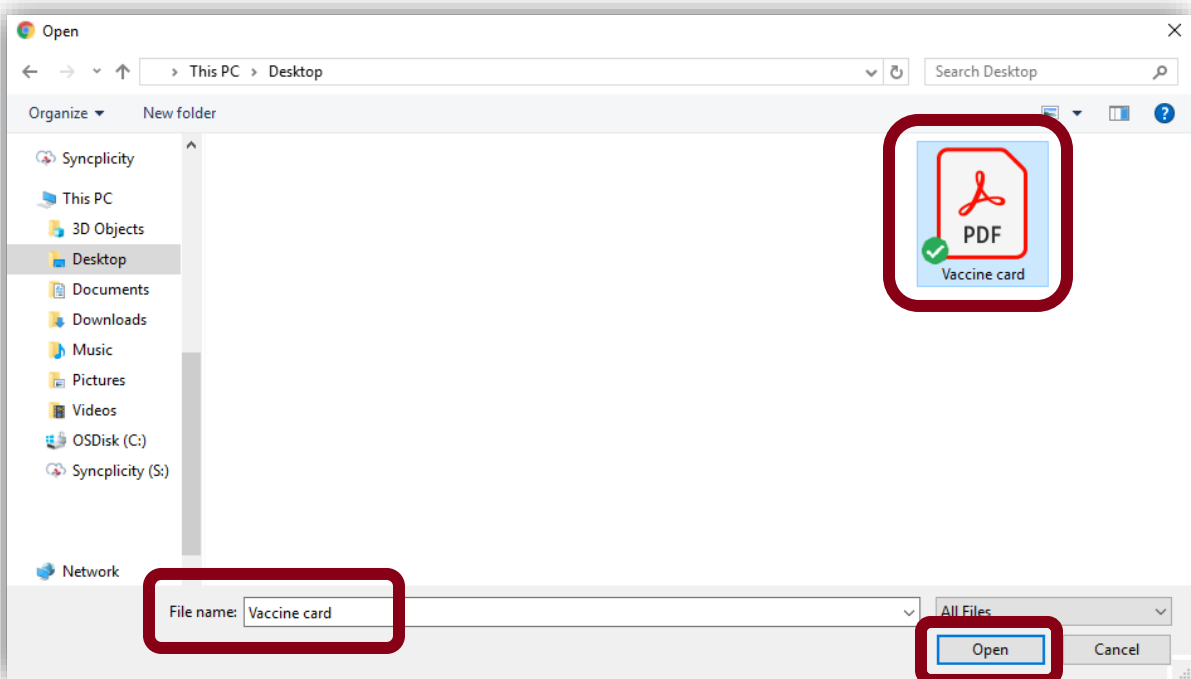 Open
This PC > Desktop
Search Desktop
Organize
New folder
Syncplicity
This PC
3D Objects
Desktop
Documents
Downloads
Music
Pictures
Videos
OSDisk (C:)
Syncplicity (S:)
Network
PDF
Vaccine card
File name: Vaccine card
All Files
Open
Cancel